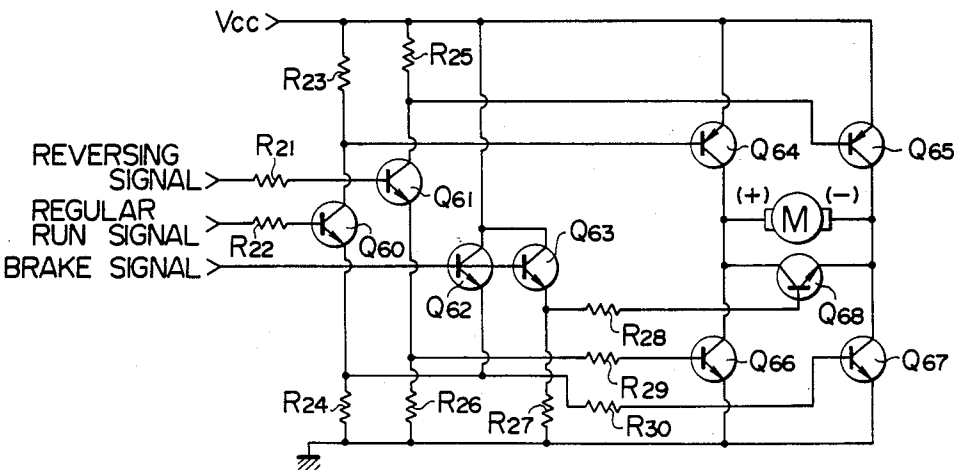 Vcc
R25
R23
REVERSING
SIGNAL
R21
Q64
Q65
Q61
(+)
M
(-)
REGULAR
RUN SIGNAL
R22
Q60
Q63
BRAKE SIGNAL
Q62
Q68
R28
Q66
Q67
R29
R24
R26
R27
R30